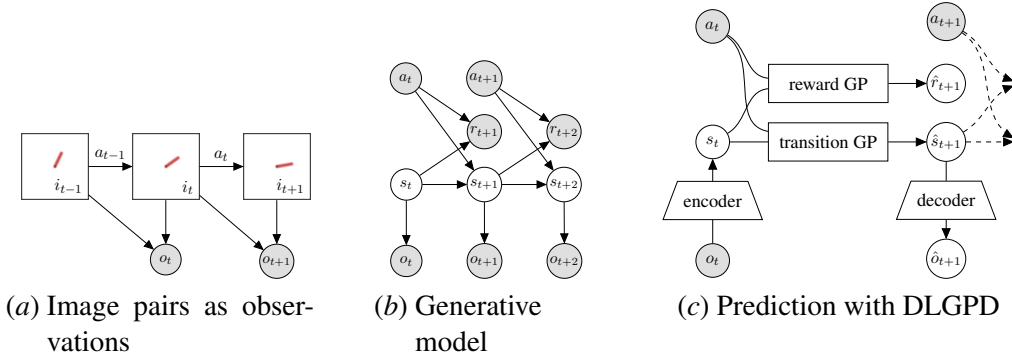 a_{t−1} a_t
i_{t−1} i_t i_{t+1}
o_t o_{t+1}
(a) Image pairs as obser-
vations
a_t a_{t+1}
r_{t+1} r_{t+2}
s_t s_{t+1} s_{t+2}
o_t o_{t+1} o_{t+2}
(b) Generative
model
a_t a_{t+1}
reward GP r̂_{t+1}
s_t transition GP ŝ_{t+1}
encoder decoder
o_t ô_{t+1}
(c) Prediction with DLGPD